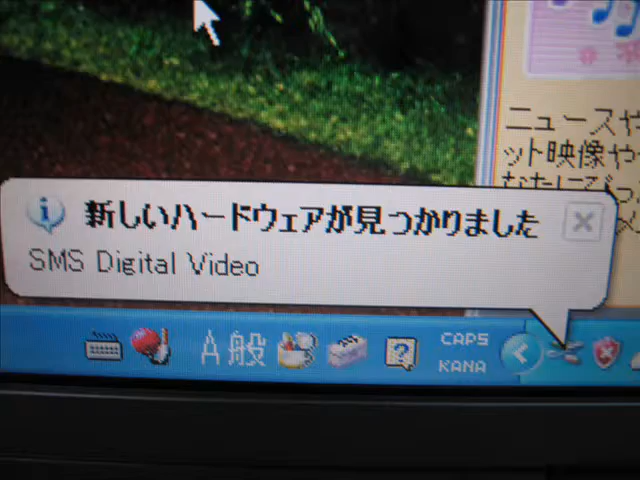 ニュースや
ット映像や
新しいハードウェアが見つかりました
SMS Digital Video
A 般
CAPS
KANA